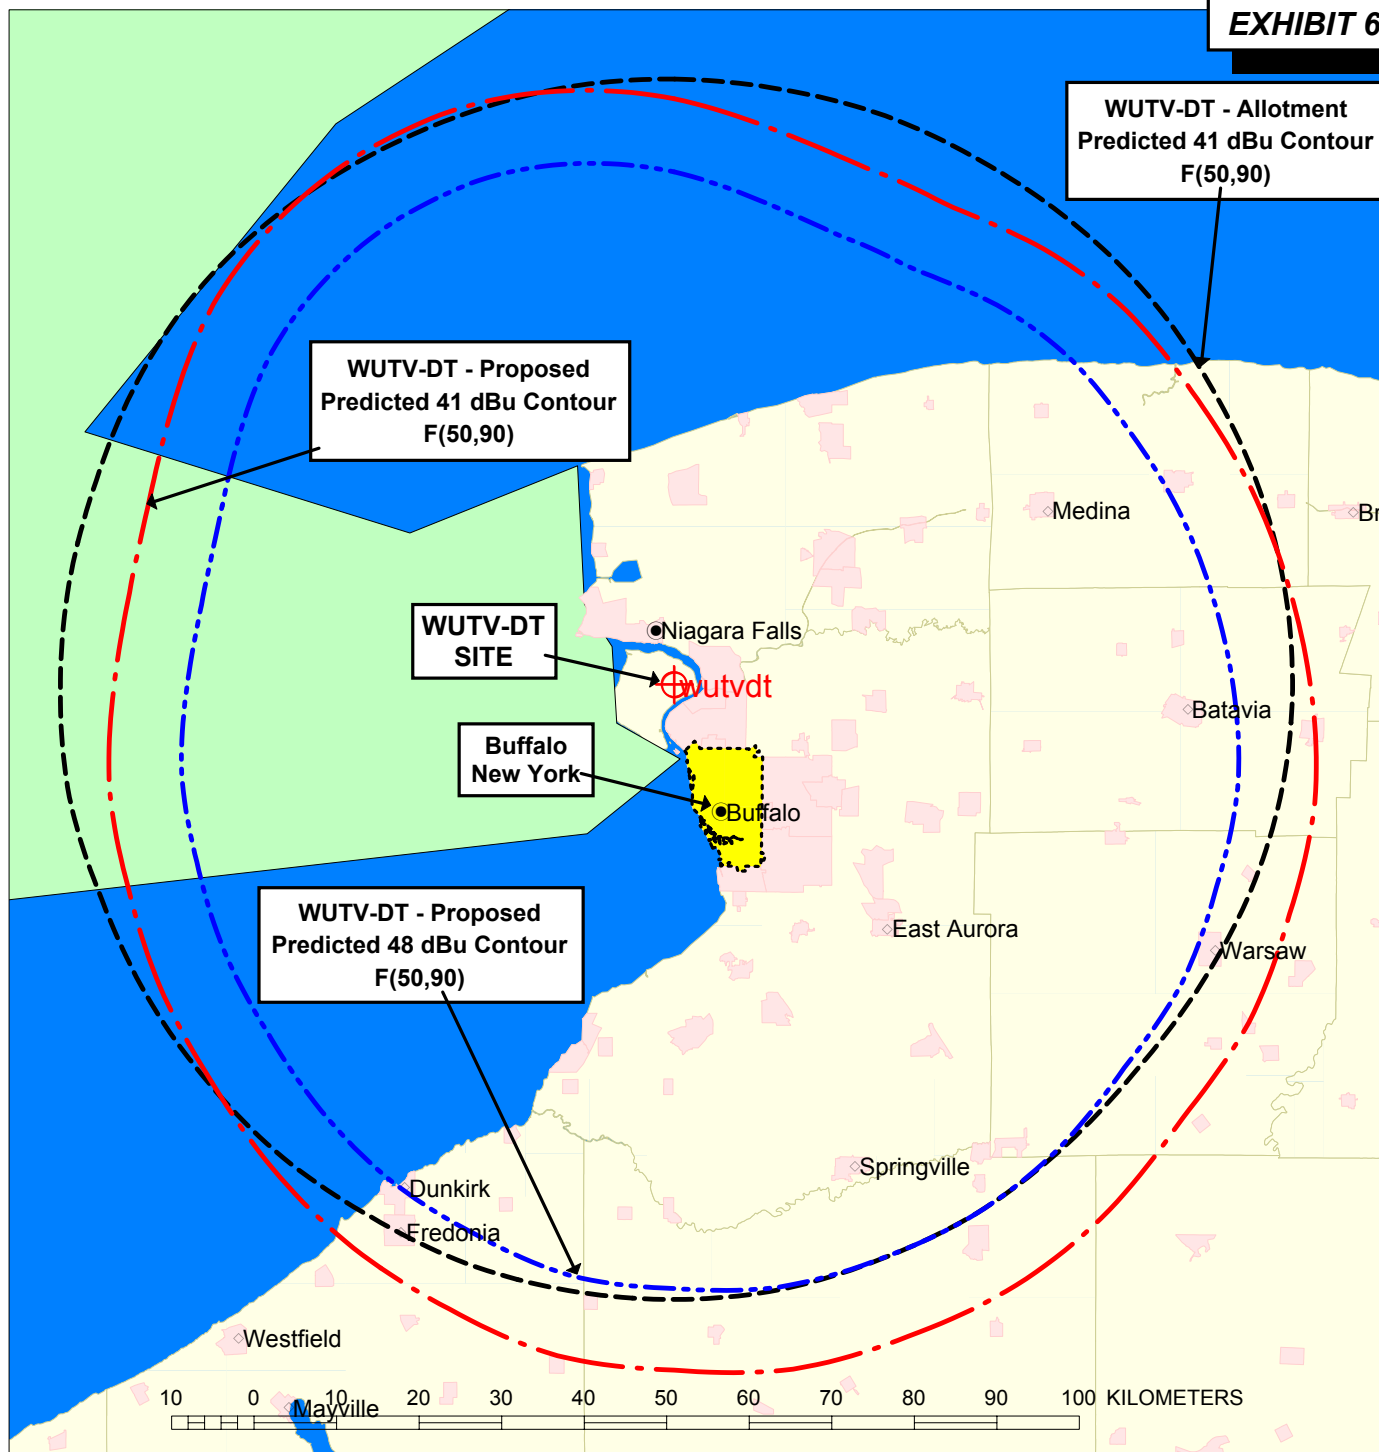 EXHIBIT 6
WUTV-DT - Allotment
Predicted 41 dBu Contour
F(50,90)
WUTV-DT - Proposed
Predicted 41 dBu Contour
F(50,90)
Medina
Br
WUTV-DT
SITE
Niagara Falls
wutvdt
Batavia
Buffalo
New York
Buffalo
WUTV-DT - Proposed
Predicted 48 dBu Contour
F(50,90)
East Aurora
Warsaw
Springville
Dunkirk
Fredonia
Westfield
10 0 10 20 30 40 50 60 70 80 90 100 KILOMETERS
Mayville